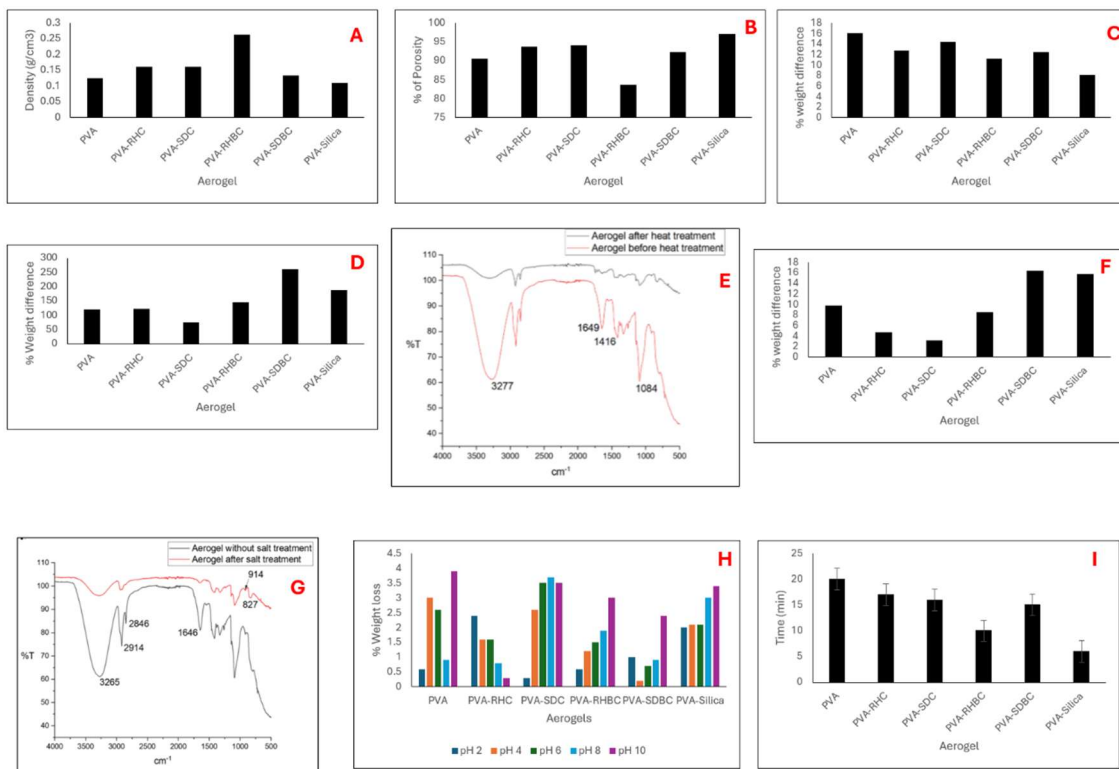 A
Density (g/cm3)
0.3
0.25
0.2
0.15
0.1
0.05
0
PVA
PVA-RHC
PVA-SDC
PVA-RHBC
PVA-SDBC
PVA-Silica
Aerogel
B
% of Porosity
100
95
90
85
80
75
PVA
PVA-RHC
PVA-SDC
PVA-RHBC
PVA-SDBC
PVA-Silica
Aerogel
C
% weight difference
18
16
14
12
10
8
6
4
2
0
PVA
PVA-RHC
PVA-SDC
PVA-RHBC
PVA-SDBC
PVA-Silica
Aerogel
D
% Weight difference
300
250
200
150
100
50
0
PVA
PVA-RHC
PVA-SDC
PVA-RHBC
PVA-SDBC
PVA-Silica
Aerogel
Aerogel after heat treatment
Aerogel before heat treatment
E
%T
110
100
90
80
70
60
50
40
1649
1416
3277
1084
4000 3500 3000 2500 2000 1500 1000 500
cm-1
F
% weight difference
18
16
14
12
10
8
6
4
2
0
PVA
PVA-RHC
PVA-SDC
PVA-RHBC
PVA-SDBC
PVA-Silica
Aerogel
Aerogel without salt treatment
Aerogel after salt treatment
G
%T
110
100
90
80
70
60
50
40
914
827
2846
1646
2914
3265
4000 3500 3000 2500 2000 1500 1000 500
cm-1
H
% Weight loss
4.5
4
3.5
3
2.5
2
1.5
1
0.5
0
PVA PVA-RHC PVA-SDC PVA-RHBC PVA-SDBC PVA-Silica
Aerogels
pH 2 pH 4 pH 6 pH 8 pH 10
I
Time (min)
25
20
15
10
5
0
PVA
PVA-RHC
PVA-SDC
PVA-RHBC
PVA-SDBC
PVA-Silica
Aerogel